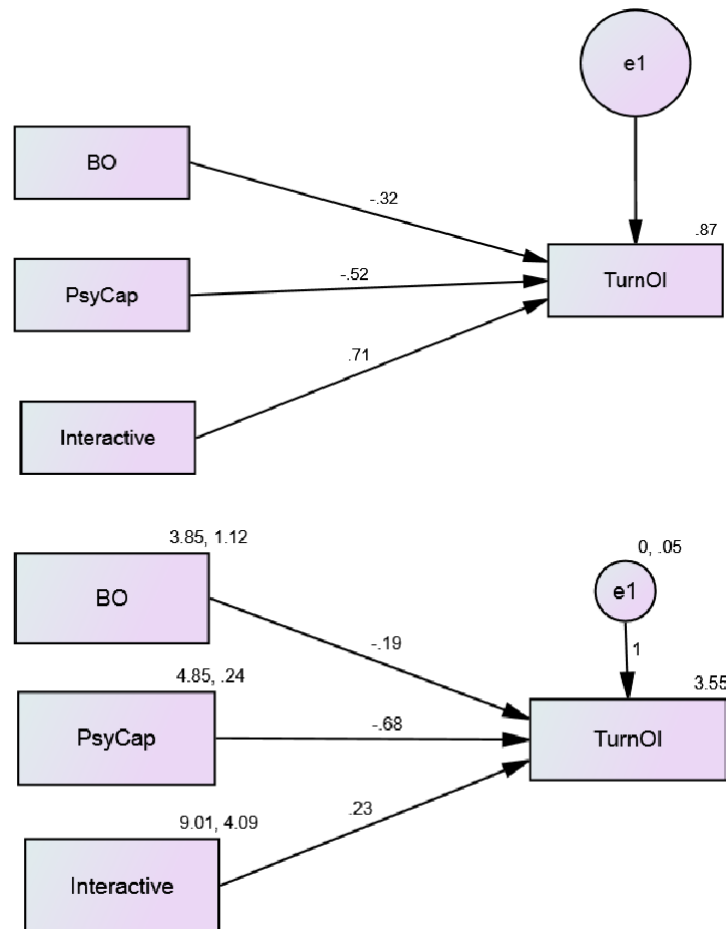 e1
BO
-.32
.87
PsyCap
-.52
TurnOI
.71
Interactive
3.85, 1.12
0, .05
BO
e1
-.19
1
4.85, .24
3.55
PsyCap
-.68
TurnOI
9.01, 4.09
.23
Interactive